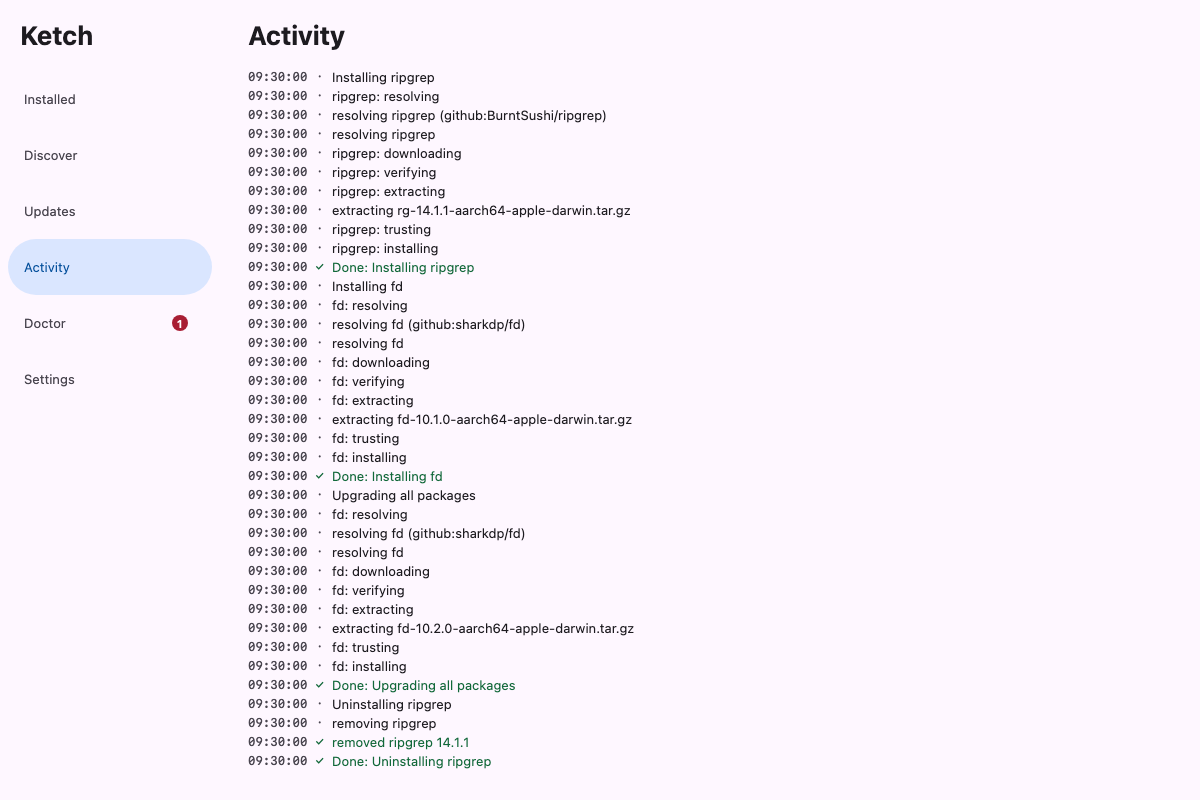 Ketch
Installed
Discover
Updates
Activity
Doctor 1
Settings
Activity
09:30:00 · Installing ripgrep
09:30:00 · ripgrep: resolving
09:30:00 · resolving ripgrep (github:BurntSushi/ripgrep)
09:30:00 · resolving ripgrep
09:30:00 · ripgrep: downloading
09:30:00 · ripgrep: verifying
09:30:00 · ripgrep: extracting
09:30:00 · extracting rg-14.1.1-aarch64-apple-darwin.tar.gz
09:30:00 · ripgrep: trusting
09:30:00 · ripgrep: installing
09:30:00 ✓ Done: Installing ripgrep
09:30:00 · Installing fd
09:30:00 · fd: resolving
09:30:00 · resolving fd (github:sharkdp/fd)
09:30:00 · resolving fd
09:30:00 · fd: downloading
09:30:00 · fd: verifying
09:30:00 · fd: extracting
09:30:00 · extracting fd-10.1.0-aarch64-apple-darwin.tar.gz
09:30:00 · fd: trusting
09:30:00 · fd: installing
09:30:00 ✓ Done: Installing fd
09:30:00 · Upgrading all packages
09:30:00 · fd: resolving
09:30:00 · resolving fd (github:sharkdp/fd)
09:30:00 · resolving fd
09:30:00 · fd: downloading
09:30:00 · fd: verifying
09:30:00 · fd: extracting
09:30:00 · extracting fd-10.2.0-aarch64-apple-darwin.tar.gz
09:30:00 · fd: trusting
09:30:00 · fd: installing
09:30:00 ✓ Done: Upgrading all packages
09:30:00 · Uninstalling ripgrep
09:30:00 · removing ripgrep
09:30:00 ✓ removed ripgrep 14.1.1
09:30:00 ✓ Done: Uninstalling ripgrep